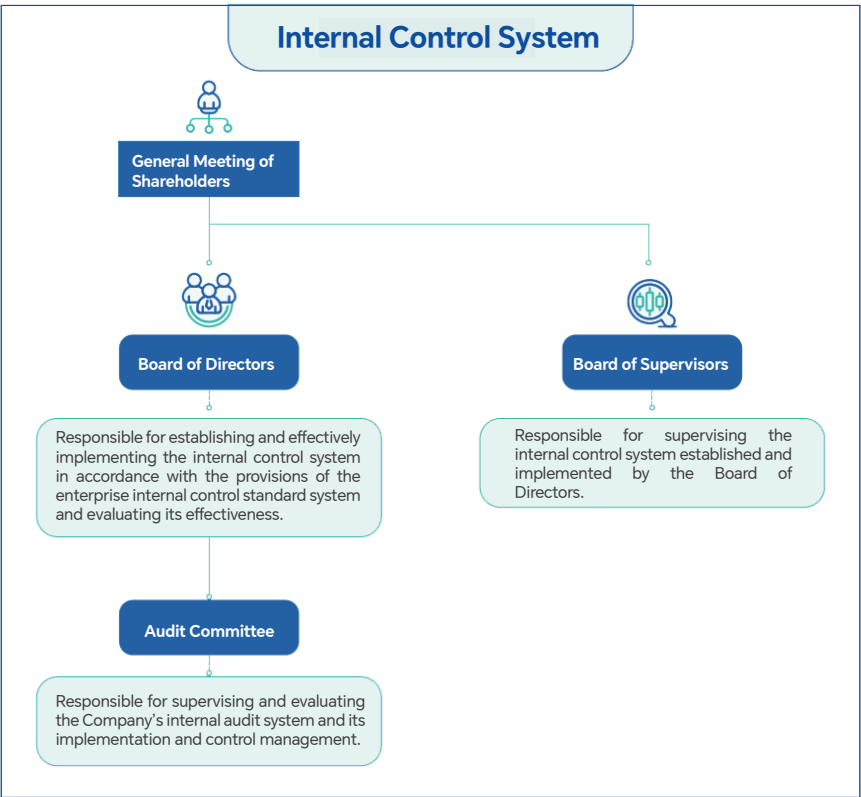 Internal Control System
General Meeting of
Shareholders
Board of Directors
Board of Supervisors
Responsible for establishing and effectively
implementing the internal control system
in accordance with the provisions of the
enterprise internal control standard system
and evaluating its effectiveness.
Responsible for supervising the
internal control system established and
implemented by the Board of
Directors.
Audit Committee
Responsible for supervising and evaluating
the Company’s internal audit system and its
implementation and control management.